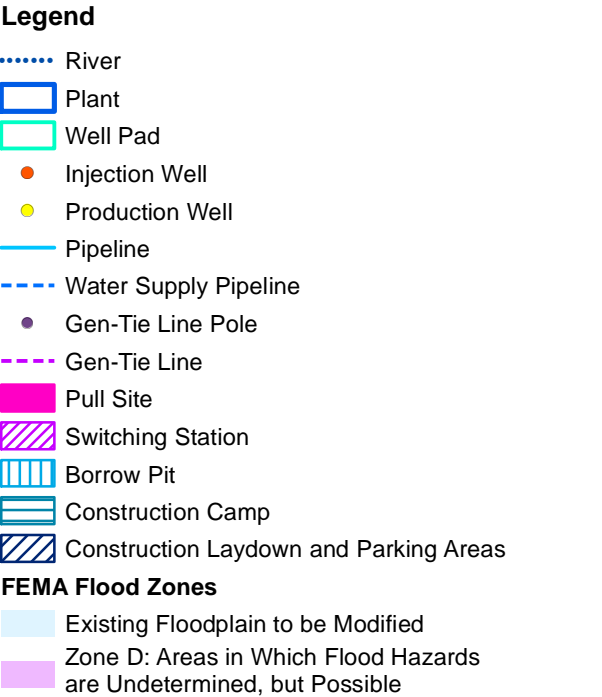 Legend
River
Plant
Well Pad
Injection Well
Production Well
Pipeline
Water Supply Pipeline
Gen-Tie Line Pole
Gen-Tie Line
Pull Site
Switching Station
Borrow Pit
Construction Camp
Construction Laydown and Parking Areas
FEMA Flood Zones
Existing Floodplain to be Modified
Zone D: Areas in Which Flood Hazards
are Undetermined, but Possible